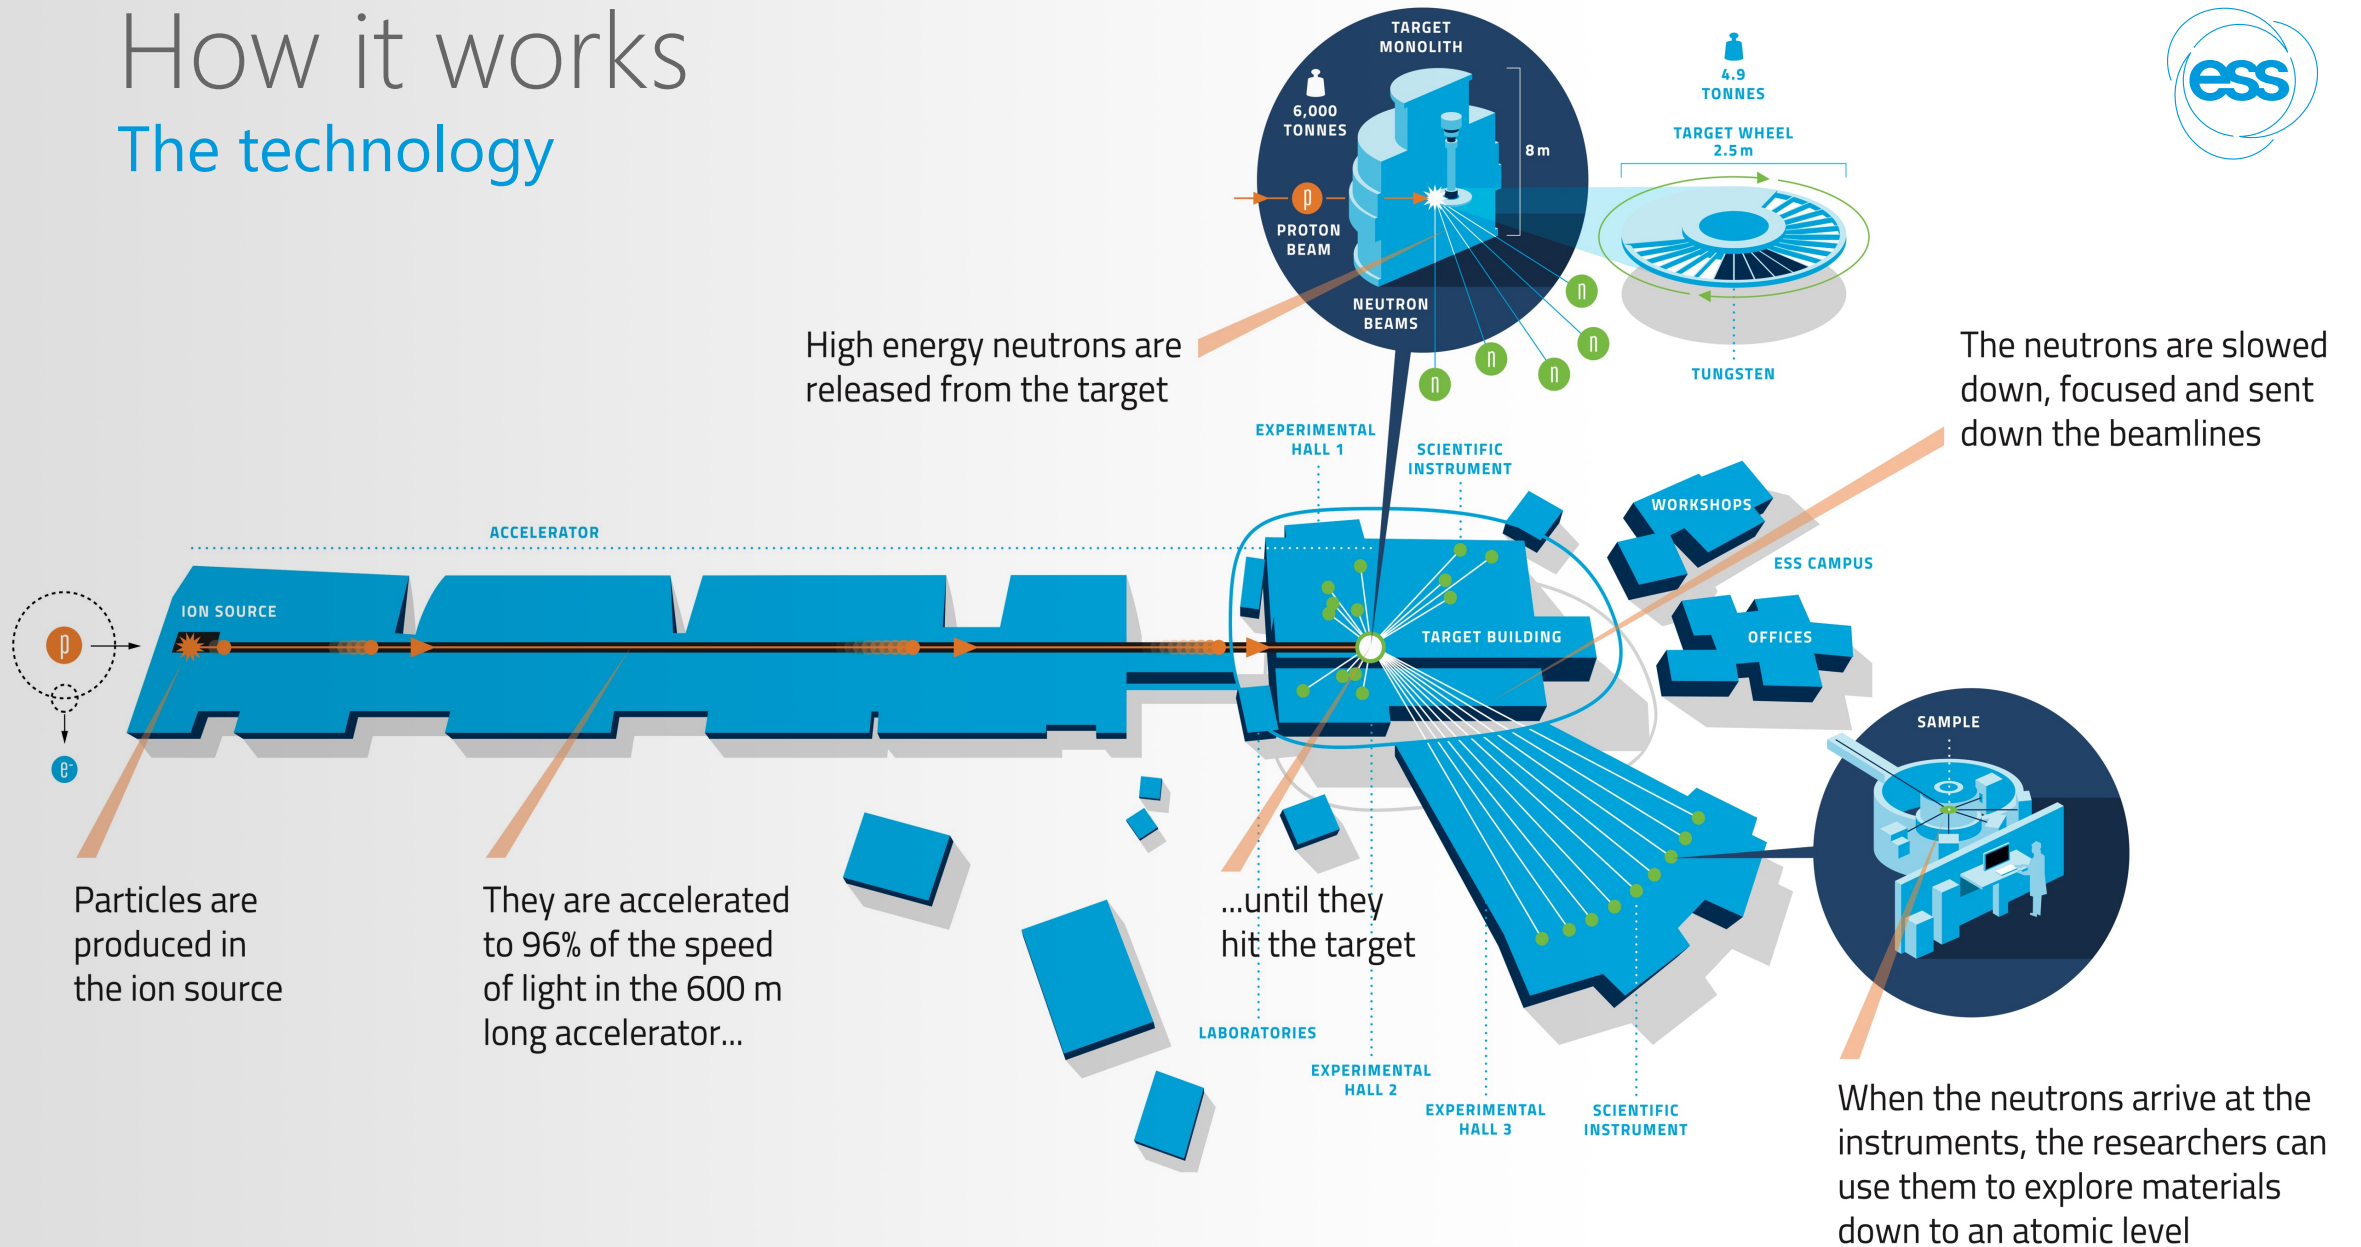 How it works
The technology
TARGET
MONOLITH
6,000
TONNES
8 m
p
PROTON
BEAM
NEUTRON
BEAMS
n
n
n
n
n
4.9
TONNES
TARGET WHEEL
2.5 m
TUNGSTEN
ess
High energy neutrons are
released from the target
The neutrons are slowed
down, focused and sent
down the beamlines
EXPERIMENTAL
HALL 1
SCIENTIFIC
INSTRUMENT
WORKSHOPS
ESS CAMPUS
OFFICES
ACCELERATOR
ION SOURCE
p
e-
TARGET BUILDING
SAMPLE
Particles are
produced in
the ion source
They are accelerated
to 96% of the speed
of light in the 600 m
long accelerator...
...until they
hit the target
LABORATORIES
EXPERIMENTAL
HALL 2
EXPERIMENTAL
HALL 3
SCIENTIFIC
INSTRUMENT
When the neutrons arrive at the
instruments, the researchers can
use them to explore materials
down to an atomic level